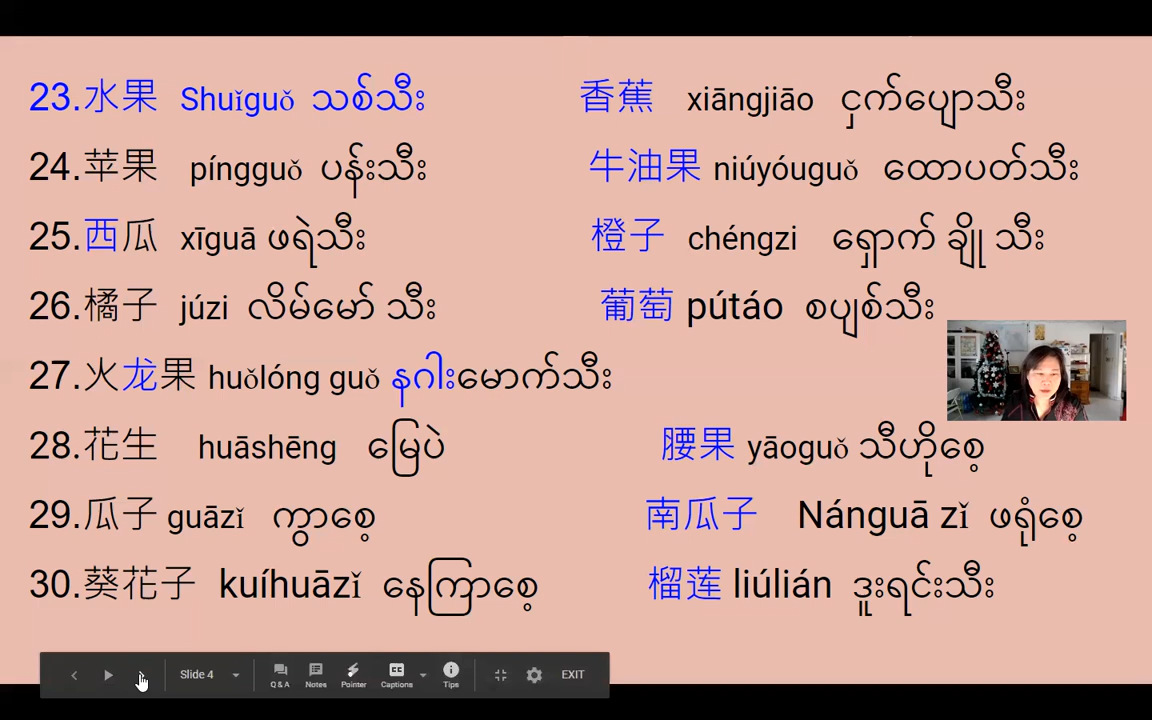 23.水果 Shuǐguǒ သစ်သီး 香蕉 xiāngjiāo ငှက်ပျောသီး
24.苹果 píngguǒ ပန်းသီး 牛油果 niúyóuguǒ ထောပတ်သီး
25.西瓜 xīguā ဖရဲသီး 橙子 chéngzi ရှောက် ချို သီး
26.橘子 júzi လိမ်မော် သီး 葡萄 pútáo စပျစ်သီး
27.火龙果 huǒlóng guǒ နဂါးမောက်သီး
28.花生 huāshēng မြေပဲ 腰果 yāoguǒ သီဟိုစေ့
29.瓜子 guāzǐ ကွာစေ့ 南瓜子 Nánguā zǐ ဖရုံစေ့
30.葵花子 kuíhuāzǐ နေကြာစေ့ 榴莲 liúlián ဒူးရင်းသီး
Slide 4 Q&A Notes Pointer CC Captions Tips EXIT